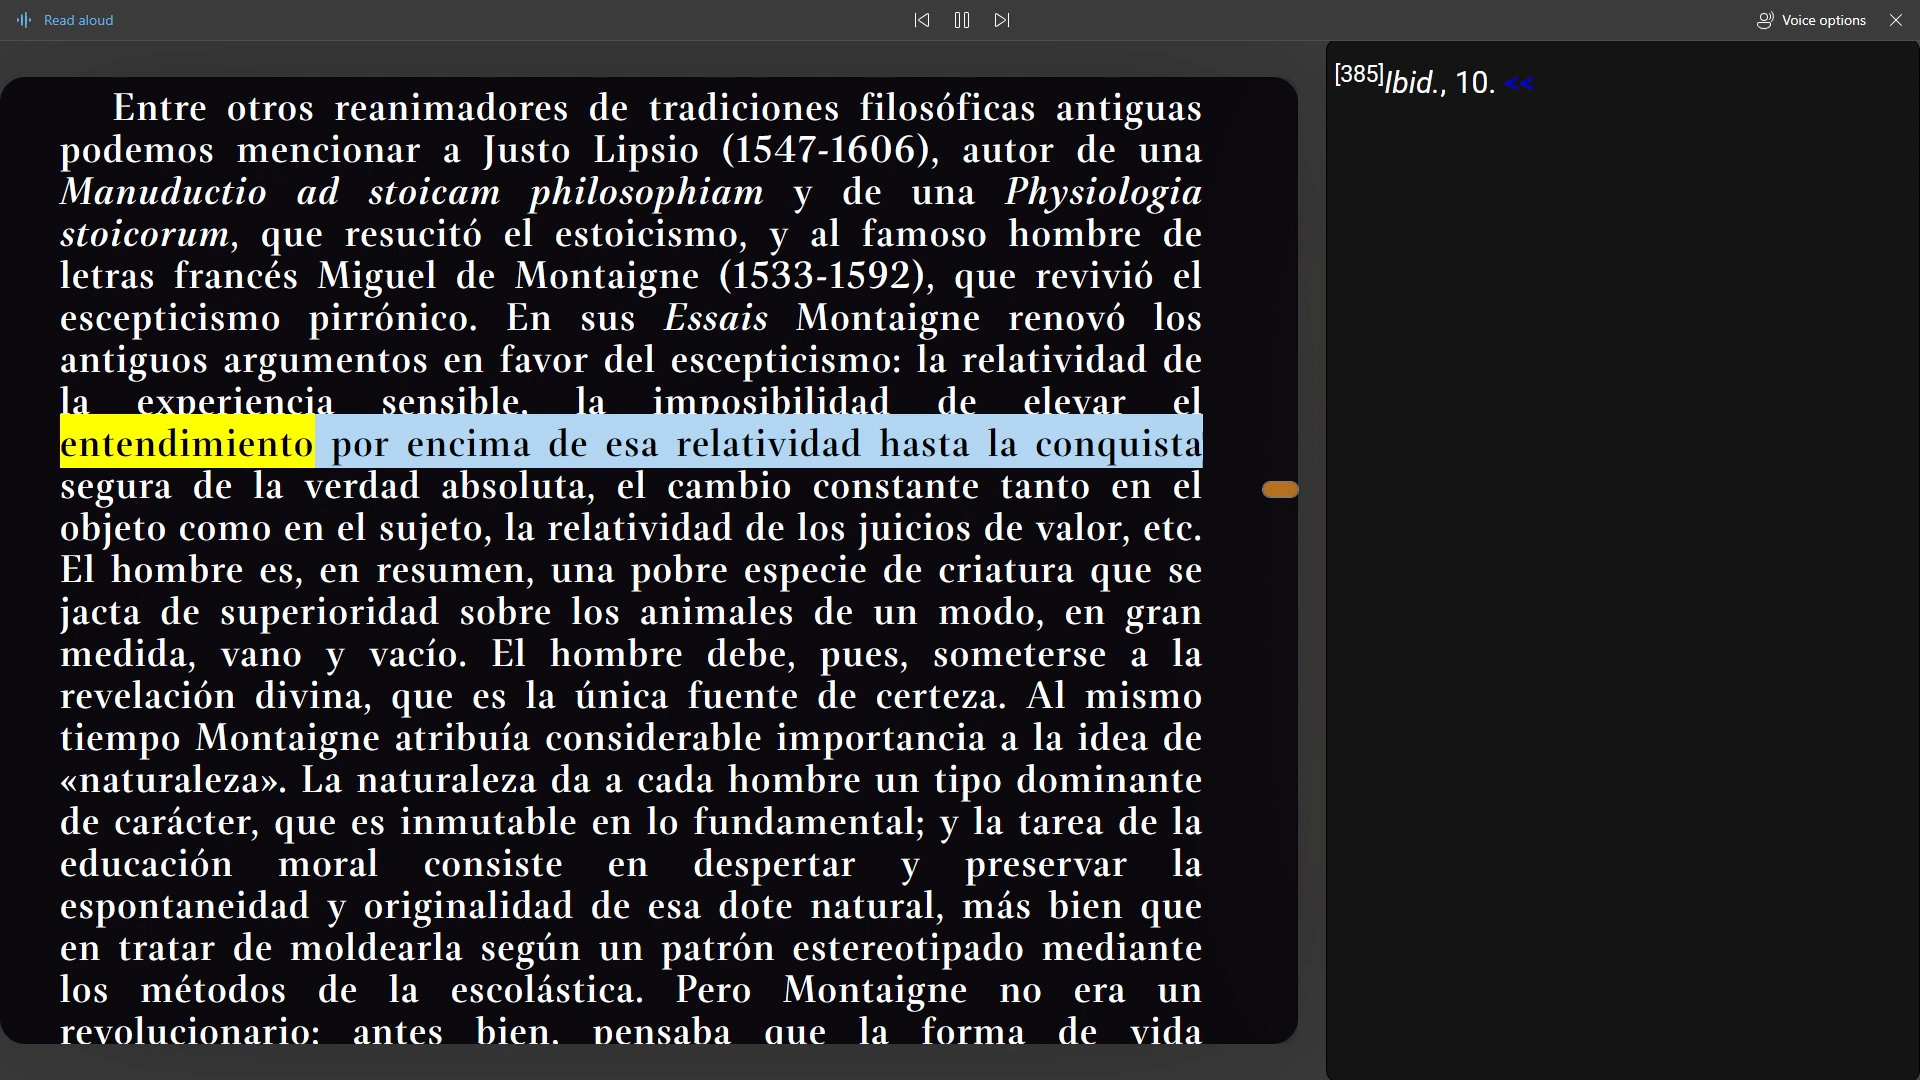 Read aloud
Voice options
Entre otros reanimadores de tradiciones filosóficas antiguas
podemos mencionar a Justo Lipsio (1547-1606), autor de una
Manuductio ad stoicam philosophiam y de una Physiologia
stoicorum, que resucitó el estoicismo, y al famoso hombre de
letras francés Miguel de Montaigne (1533-1592), que revivió el
escepticismo pirrónico. En sus Essais Montaigne renovó los
antiguos argumentos en favor del escepticismo: la relatividad de
la experiencia sensible, la imposibilidad de elevar el
entendimiento por encima de esa relatividad hasta la conquista
segura de la verdad absoluta, el cambio constante tanto en el
objeto como en el sujeto, la relatividad de los juicios de valor, etc.
El hombre es, en resumen, una pobre especie de criatura que se
jacta de superioridad sobre los animales de un modo, en gran
medida, vano y vacío. El hombre debe, pues, someterse a la
revelación divina, que es la única fuente de certeza. Al mismo
tiempo Montaigne atribuía considerable importancia a la idea de
«naturaleza». La naturaleza da a cada hombre un tipo dominante
de carácter, que es inmutable en lo fundamental; y la tarea de la
educación moral consiste en despertar y preservar la
espontaneidad y originalidad de esa dote natural, más bien que
en tratar de moldearla según un patrón estereotipado mediante
los métodos de la escolástica. Pero Montaigne no era un
revolucionario; antes bien, pensaba que la forma de vida
[385]Ibid., 10. <<